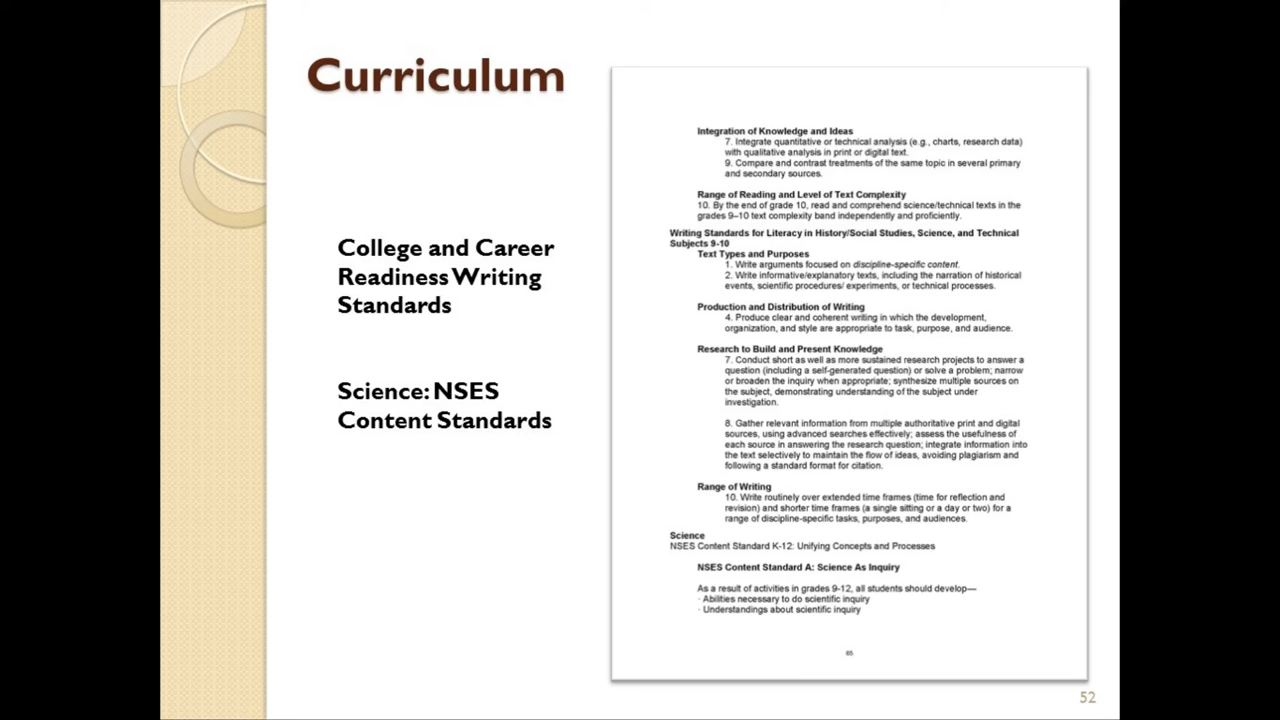 Curriculum
College and Career
Readiness Writing
Standards
Science: NSES
Content Standards
Integration of Knowledge and Ideas
7. Integrate quantitative or technical analysis (e.g., charts, research data)
with qualitative analysis in print or digital text.
9. Compare and contrast treatments of the same topic in several primary
and secondary sources.
Range of Reading and Level of Text Complexity
10. By the end of grade 10, read and comprehend science/technical texts in the
grades 9–10 text complexity band independently and proficiently.
Writing Standards for Literacy in History/Social Studies, Science, and Technical
Subjects 9-10
Text Types and Purposes
1. Write arguments focused on discipline-specific content.
2. Write informative/explanatory texts, including the narration of historical
events, scientific procedures/ experiments, or technical processes.
Production and Distribution of Writing
4. Produce clear and coherent writing in which the development,
organization, and style are appropriate to task, purpose, and audience.
Research to Build and Present Knowledge
7. Conduct short as well as more sustained research projects to answer a
question (including a self-generated question) or solve a problem; narrow
or broaden the inquiry when appropriate; synthesize multiple sources on
the subject, demonstrating understanding of the subject under
investigation.
8. Gather relevant information from multiple authoritative print and digital
sources, using advanced searches effectively; assess the usefulness of
each source in answering the research question; integrate information into
the text selectively to maintain the flow of ideas, avoiding plagiarism and
following a standard format for citation.
Range of Writing
10. Write routinely over extended time frames (time for reflection and
revision) and shorter time frames (a single sitting or a day or two) for a
range of discipline-specific tasks, purposes, and audiences.
Science
NSES Content Standard K-12: Unifying Concepts and Processes
NSES Content Standard A: Science As Inquiry
As a result of activities in grades 9-12, all students should develop—
· Abilities necessary to do scientific inquiry
· Understandings about scientific inquiry
52